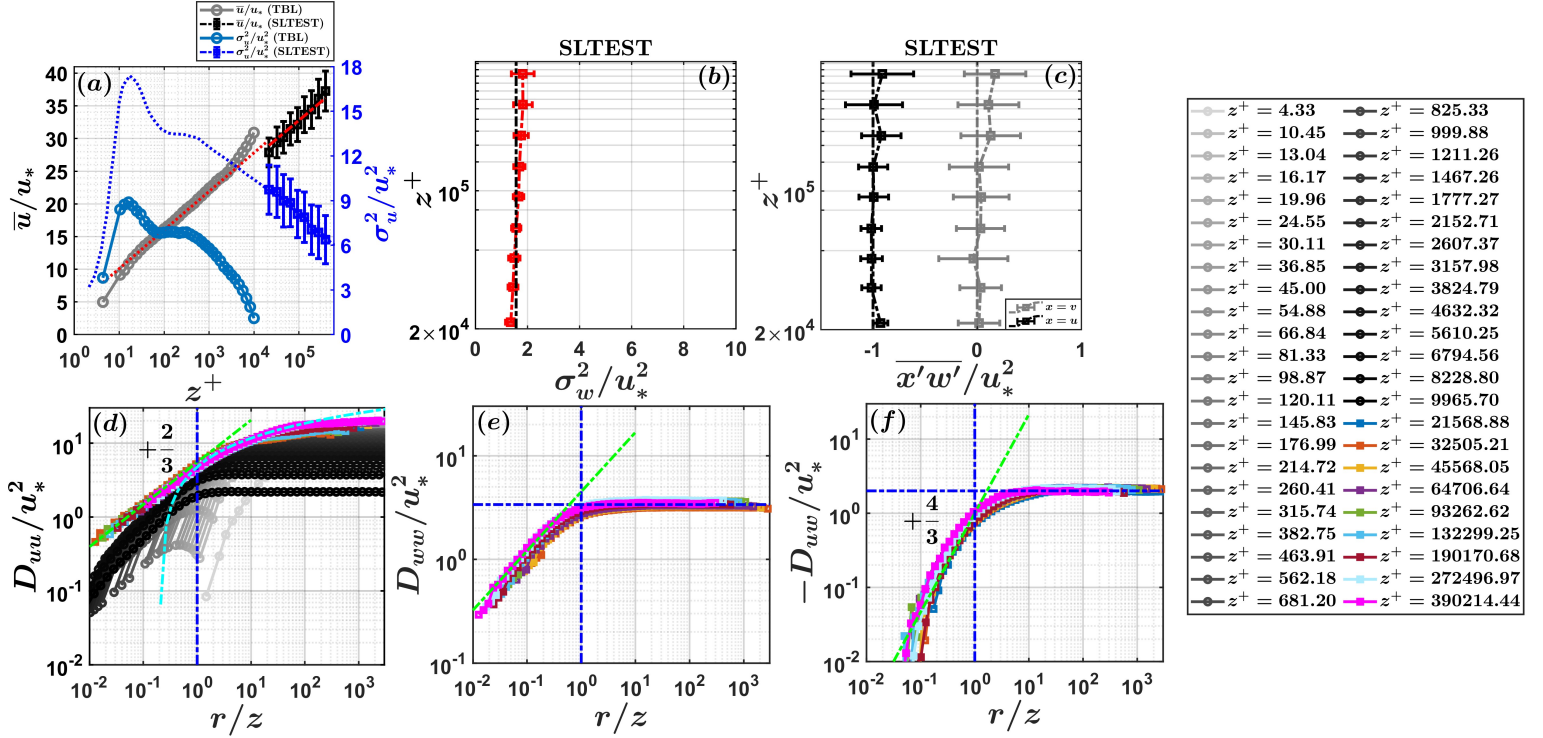 u̅/u* (TBL)
u̅/u* (SLTEST)
σ²ᵤ/u²* (TBL)
σ²ᵤ/u²* (SLTEST)
(a)
40
35
30
25
20
15
10
5
0
u̅/u*
18
15
12
9
6
3
0
σ²ᵤ/u²*
10⁰ 10¹ 10² 10³ 10⁴ 10⁵
z⁺
SLTEST
(b)
z⁺
10⁵
2×10⁴
0 2 4 6 8 10
σ²_w/u²*
SLTEST
(c)
z⁺
10⁵
2×10⁴
x = v
x = u
-1 0 1
x′w′/u²*
(d)
+2/3
10¹
10⁰
10⁻¹
10⁻²
D_uu/u²*
10⁻² 10⁻¹ 10⁰ 10¹ 10² 10³
r/z
(e)
10¹
10⁰
10⁻¹
D_ww/u²*
10⁻² 10⁻¹ 10⁰ 10¹ 10² 10³
r/z
(f)
+4/3
10¹
10⁰
10⁻¹
10⁻²
−D_uw/u²*
10⁻² 10⁻¹ 10⁰ 10¹ 10² 10³
r/z
z⁺ = 4.33
z⁺ = 10.45
z⁺ = 13.04
z⁺ = 16.17
z⁺ = 19.96
z⁺ = 24.55
z⁺ = 30.11
z⁺ = 36.85
z⁺ = 45.00
z⁺ = 54.88
z⁺ = 66.84
z⁺ = 81.33
z⁺ = 98.87
z⁺ = 120.11
z⁺ = 145.83
z⁺ = 176.99
z⁺ = 214.72
z⁺ = 260.41
z⁺ = 315.74
z⁺ = 382.75
z⁺ = 463.91
z⁺ = 562.18
z⁺ = 681.20
z⁺ = 825.33
z⁺ = 999.88
z⁺ = 1211.26
z⁺ = 1467.26
z⁺ = 1777.27
z⁺ = 2152.71
z⁺ = 2607.37
z⁺ = 3157.98
z⁺ = 3824.79
z⁺ = 4632.32
z⁺ = 5610.25
z⁺ = 6794.56
z⁺ = 8228.80
z⁺ = 9965.70
z⁺ = 21568.88
z⁺ = 32505.21
z⁺ = 45568.05
z⁺ = 64706.64
z⁺ = 93262.62
z⁺ = 132299.25
z⁺ = 190170.68
z⁺ = 272496.97
z⁺ = 390214.44